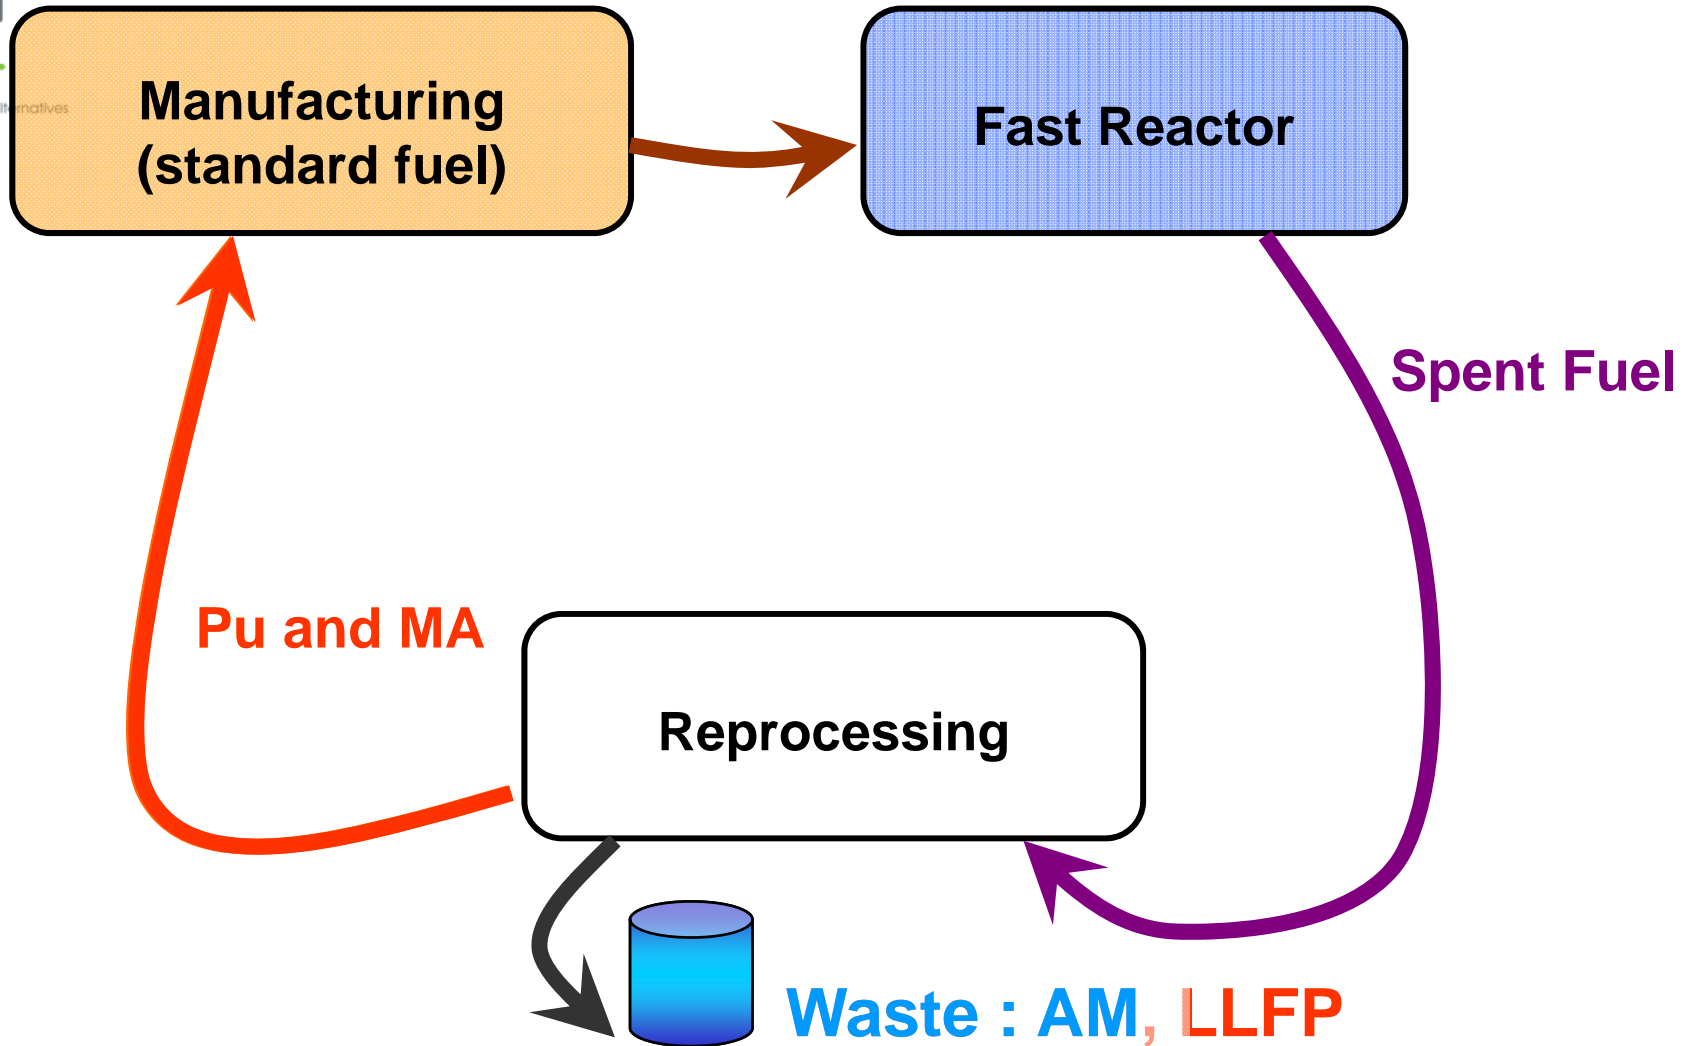 Manufacturing
(standard fuel)
Fast Reactor
Spent Fuel
Pu and MA
Reprocessing
Waste : AM, LLFP